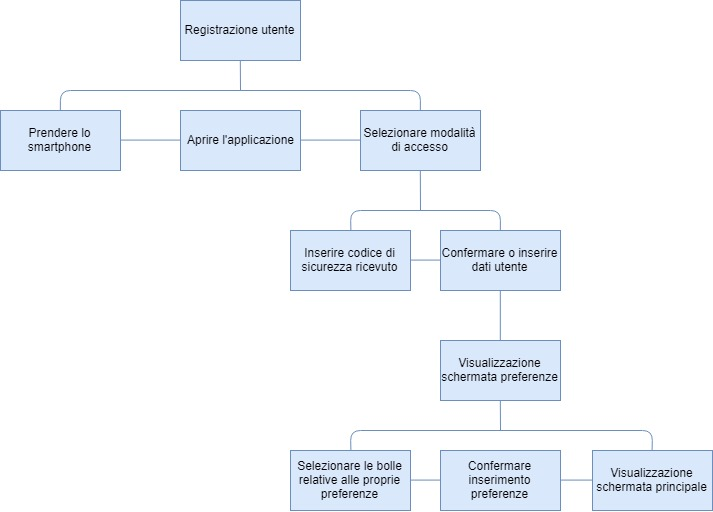 Registrazione utente
Prendere lo
smartphone
Aprire l'applicazione
Selezionare modalità
di accesso
Inserire codice di
sicurezza ricevuto
Confermare o inserire
dati utente
Visualizzazione
schermata preferenze
Selezionare le bolle
relative alle proprie
preferenze
Confermare
inserimento
preferenze
Visualizzazione
schermata principale